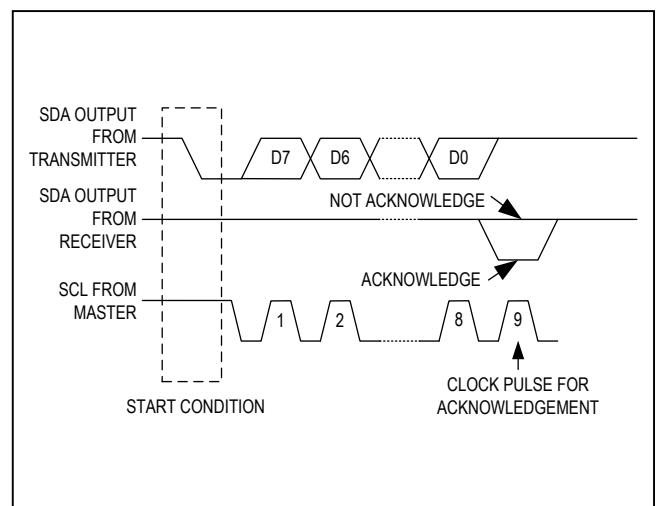 SDA OUTPUT
FROM
TRANSMITTER
D7
D6
D0
SDA OUTPUT
FROM
RECEIVER
NOT ACKNOWLEDGE
ACKNOWLEDGE
SCL FROM
MASTER
1
2
8
9
START CONDITION
CLOCK PULSE FOR
ACKNOWLEDGEMENT